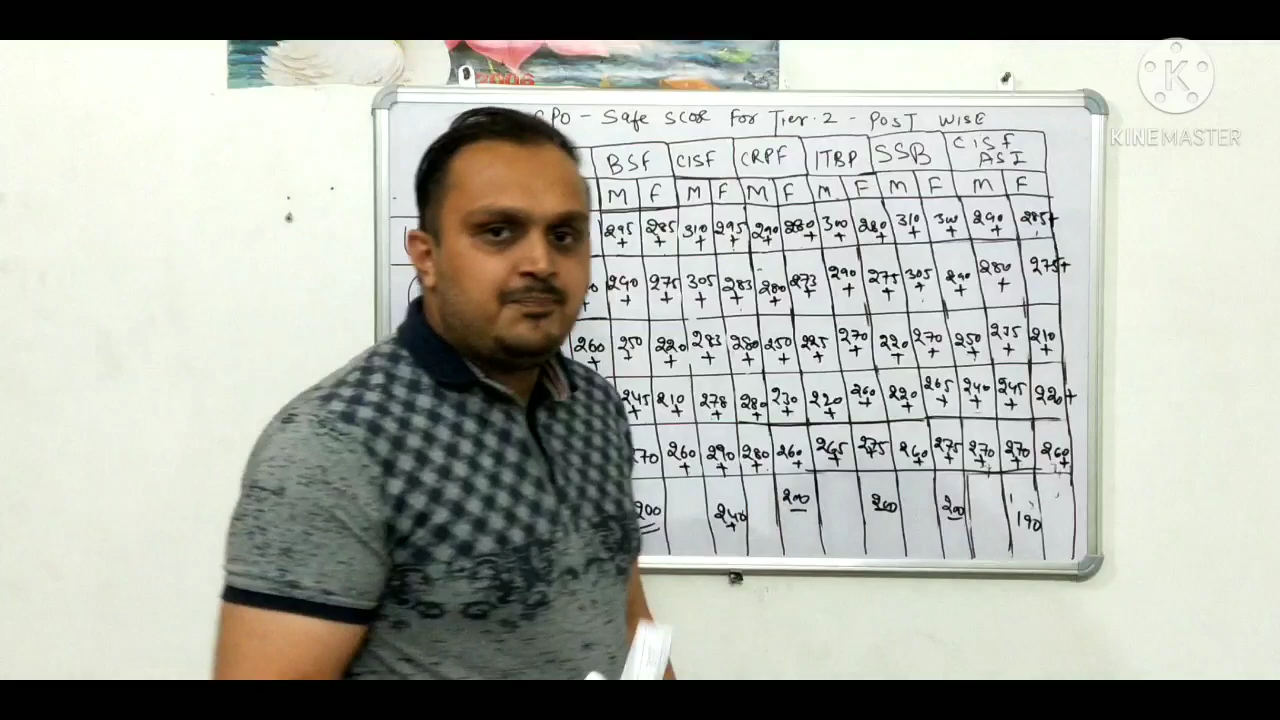 2006
K
KINEMASTER
CPO - Safe SCOR For Tier.2 - POST WISE
BSF CISF CRPF ITBP SSB CISF ASI
M F M F M F M F M F M F
295+ 285+ 310+ 295+ 290+ 280+ 300+ 280+ 310+ 300+ 290+ 285+
290+ 275+ 305+ 283+ 280+ 273+ 290+ 275+ 305+ 290+ 280+ 275+
260+ 250+ 220+ 283+ 280+ 250+ 225+ 270+ 220+ 270+ 250+ 235+ 210+
245+ 210+ 278+ 280+ 230+ 220+ 260+ 220+ 265+ 240+ 245+ 220+
270 260+ 290+ 280+ 260+ 265+ 275+ 260+ 275+ 270+ 270+ 260+
200 240+ 200 200 200 190